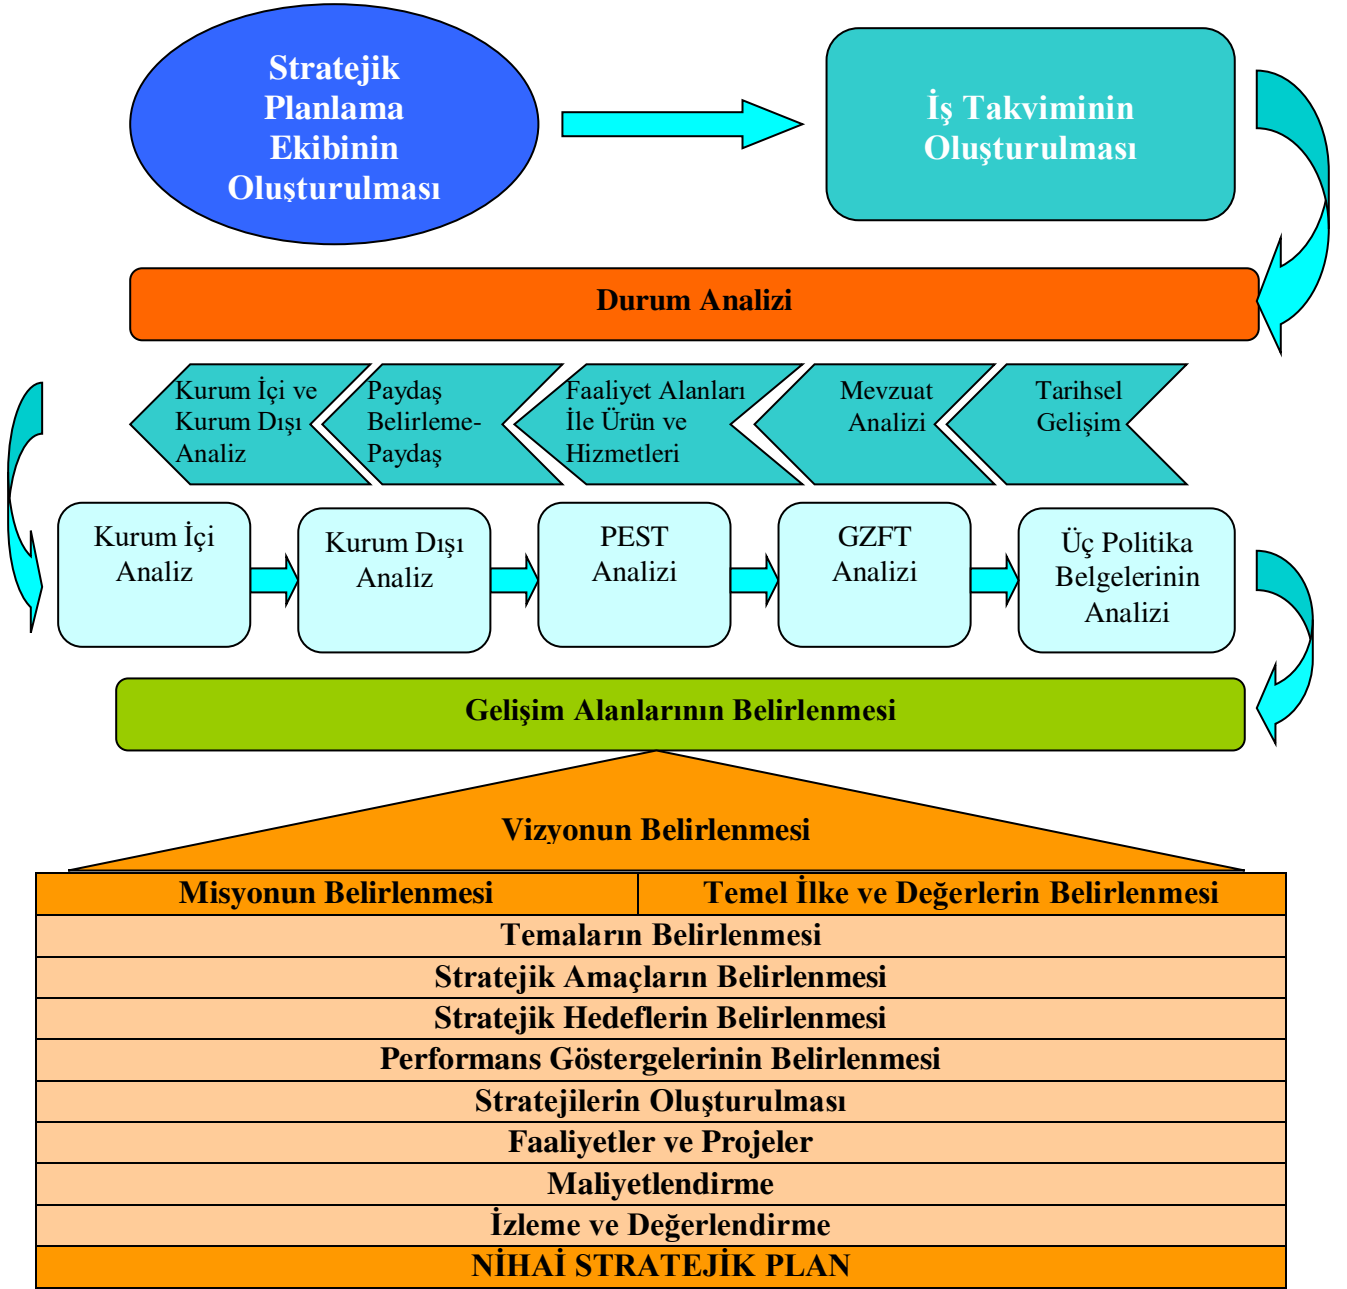 Stratejik
Planlama
Ekibinin
Oluşturulması
İş Takviminin
Oluşturulması
Durum Analizi
Kurum İçi ve
Kurum Dışı
Analiz
Paydaş
Belirleme-
Paydaş
Faaliyet Alanları
İle Ürün ve
Hizmetleri
Mevzuat
Analizi
Tarihsel
Gelişim
Kurum İçi
Analiz
Kurum Dışı
Analiz
PEST
Analizi
GZFT
Analizi
Üç Politika
Belgelerinin
Analizi
Gelişim Alanlarının Belirlenmesi
Vizyonun Belirlenmesi
Misyonun Belirlenmesi
Temel İlke ve Değerlerin Belirlenmesi
Temaların Belirlenmesi
Stratejik Amaçların Belirlenmesi
Stratejik Hedeflerin Belirlenmesi
Performans Göstergelerinin Belirlenmesi
Stratejilerin Oluşturulması
Faaliyetler ve Projeler
Maliyetlendirme
İzleme ve Değerlendirme
NİHAİ STRATEJİK PLAN